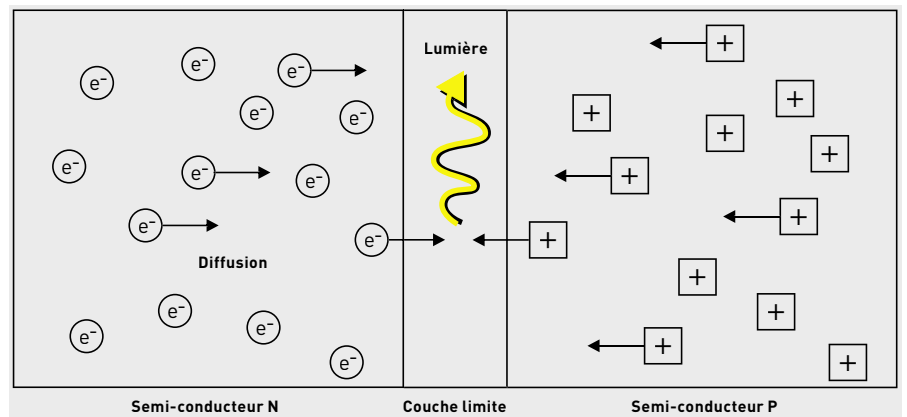 Lumière
e⁻ e⁻ e⁻ +
e⁻ e⁻ e⁻ + + +
e⁻ e⁻ e⁻ + +
e⁻ e⁻ + +
Diffusion
e⁻ e⁻ e⁻ + +
e⁻ + +
Semi-conducteur N
Couche limite
Semi-conducteur P